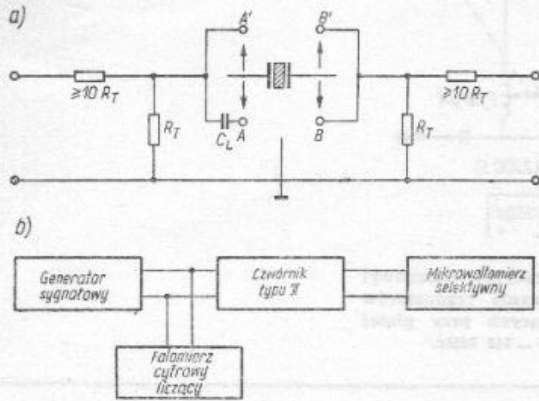 a)
A'
B'
≥10 R_T
≥10 R_T
R_T
C_L
A
B
R_T
b)
Generator
sygnałowy
Czwórnik
typu π
Mikrowoltomierz
selektywny
Falomierz
cyfrowy
liczący